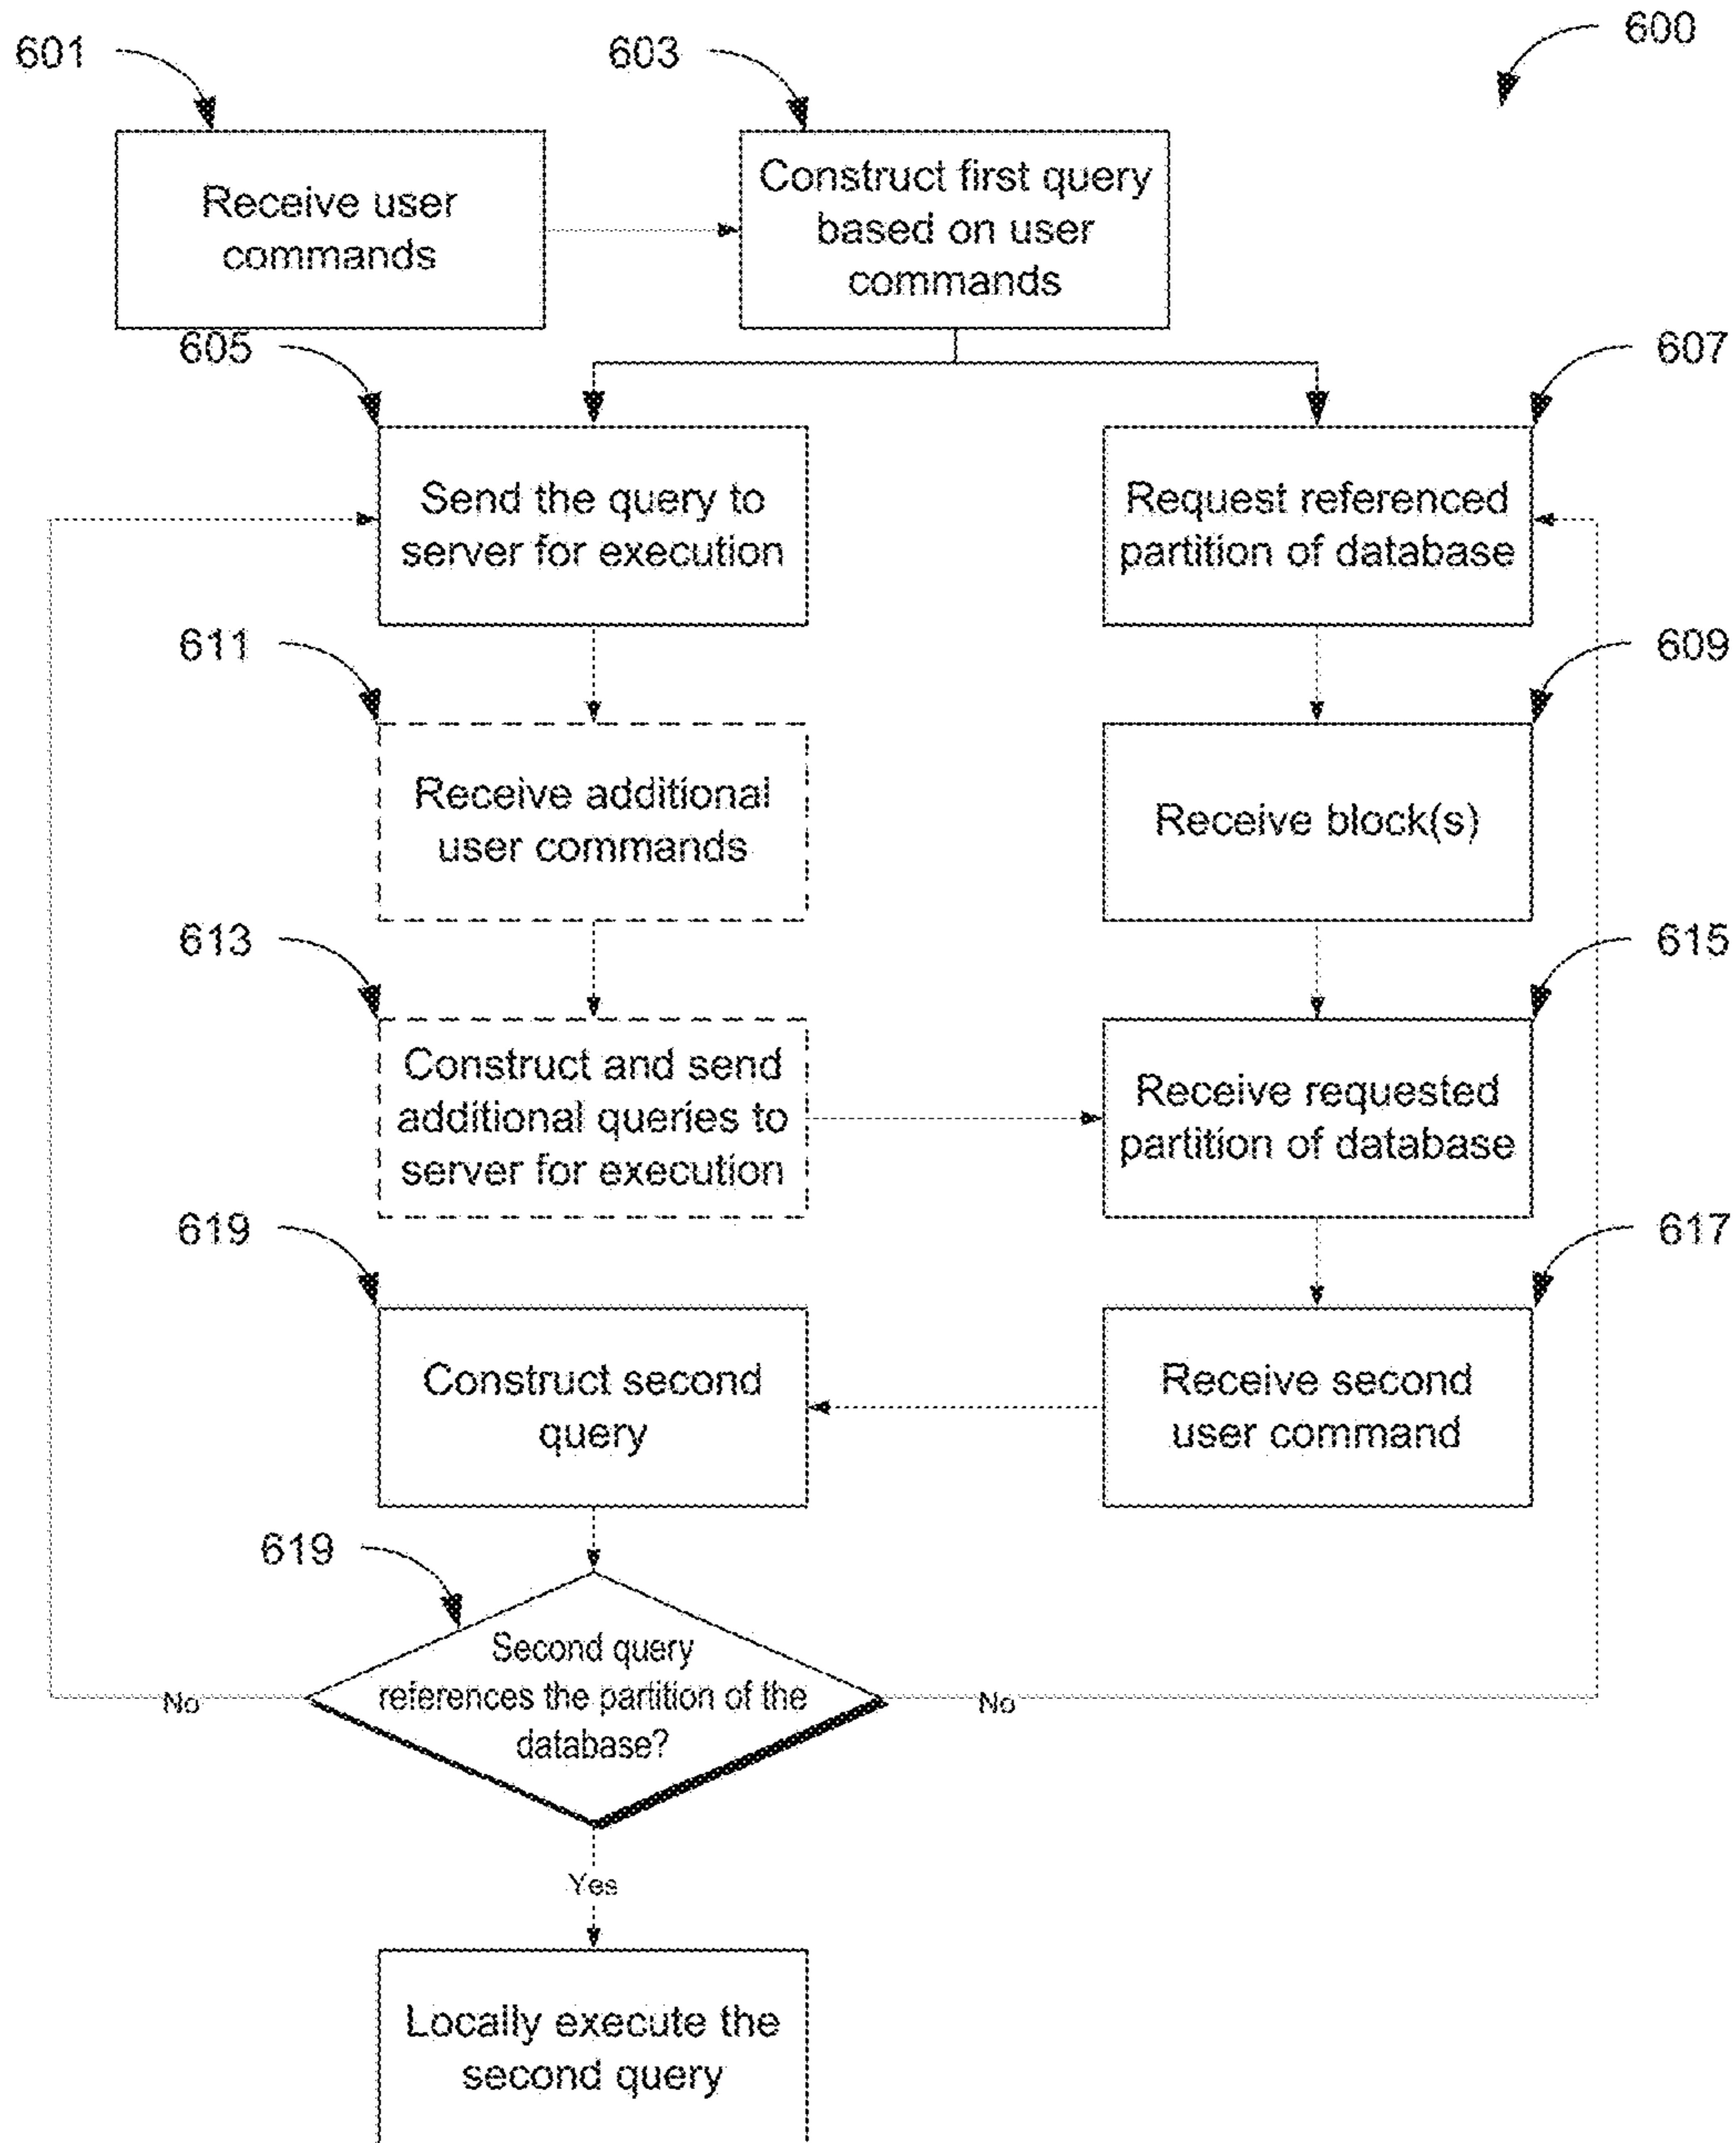 600
601
603
Receive user
commands
Construct first query
based on user
commands
605
607
Send the query to
server for execution
Request referenced
partition of database
611
609
Receive additional
user commands
Receive block(s)
613
615
Construct and send
additional queries to
server for execution
Receive requested
partition of database
619
617
Construct second
query
Receive second
user command
619
Second query
references the partition of the
database?
No
No
Yes
Locally execute the
second query